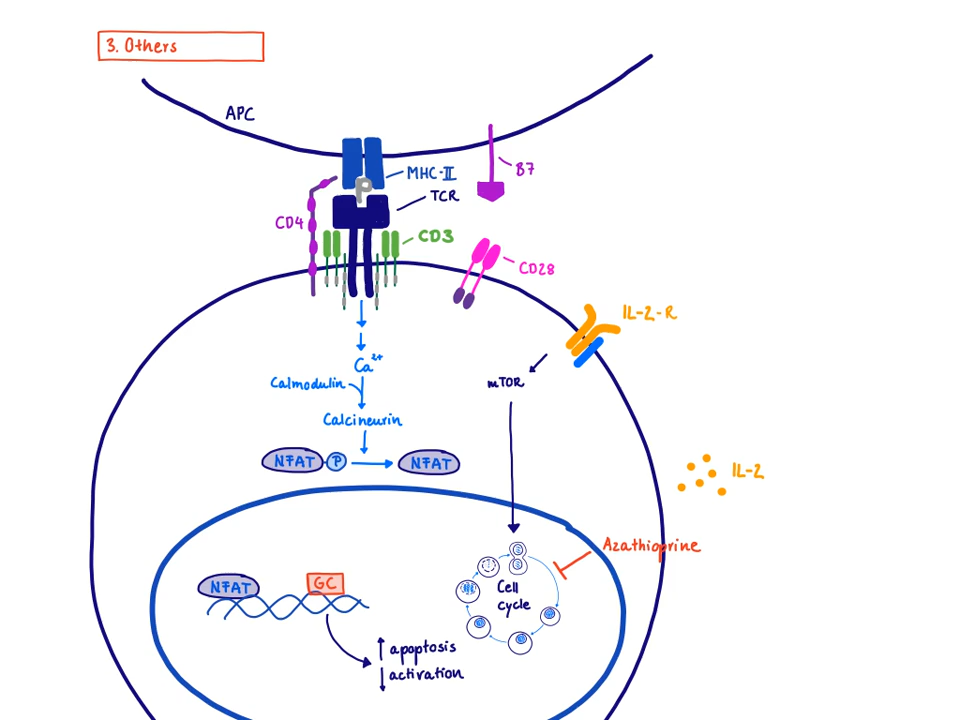 3. Others
APC
MHC-II
B7
TCR
P
CD4
CD3
CD28
IL-2-R
Ca2+
Calmodulin
mTOR
Calcineurin
NFAT P NFAT
IL-2
Azathioprine
NFAT
GC
Cell
cycle
↑ apoptosis
↓ activation